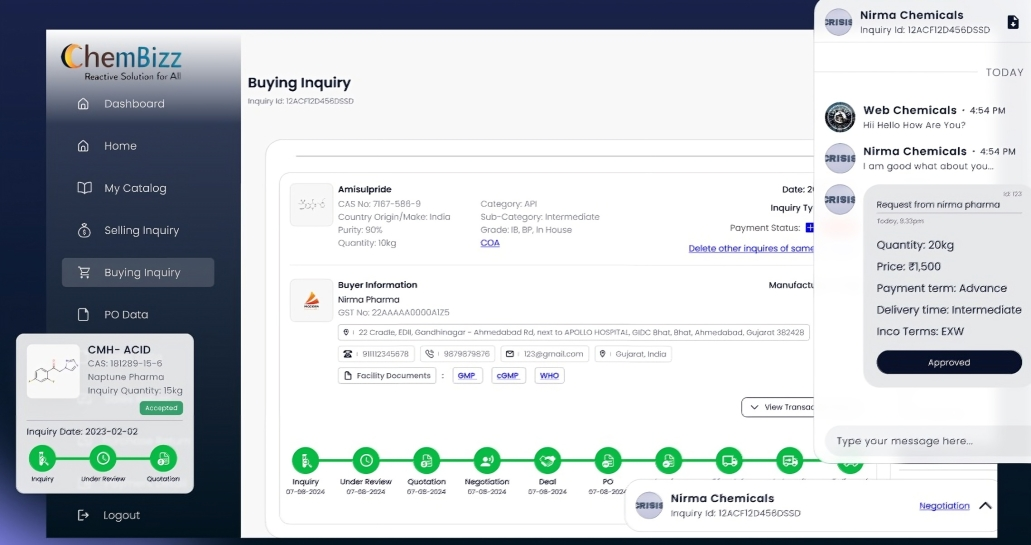 ChemBizz
Reactive Solution for All
Dashboard
Home
My Catalog
Selling Inquiry
Buying Inquiry
PO Data
Logout
CMH- ACID
CAS: 181289-15-6
Naptune Pharma
Inquiry Quantity: 15kg
Accepted
Inquiry Date: 2023-02-02
Inquiry
Under Review
Quotation
Buying Inquiry
Inquiry Id: 12ACF12D456DSSD
Amisulpride
CAS No: 7187-586-9
Country Origin/Make: India
Purity: 90%
Quantity: 10kg
Category: API
Sub-Category: Intermediate
Grade: IB, BP, In House
COA
Date: 20
Inquiry Ty
Payment Status:
Delete other inquires of same
Buyer Information
Manufactu
Nirma Pharma
GST No: 22AAAAA0000A1Z5
22 Cradle, EDII, Gandhinagar - Ahmedabad Rd, next to APOLLO HOSPITAL, GIDC Bhat, Bhat, Ahmedabad, Gujarat 382428
911112345678
9879879876
123@gmail.com
Gujarat, India
Facility Documents :
GMP
cGMP
WHO
View Transac
Inquiry
07-98-2024
Under Review
07-08-2024
Quotation
07-08-2024
Negotiation
07-08-2024
Deal
07-08-2024
PO
07-08-202
CRISIS
Nirma Chemicals
Inquiry Id: 12ACF12D456DSSD
TODAY
Web Chemicals · 4:54 PM
Hii Hello How Are You?
CRISIS
Nirma Chemicals · 4:54 PM
I am good what about you...
CRISIS
id: 123
Request from nirma pharma
Today, 9.33pm
Quantity: 20kg
Price: ₹1,500
Payment term: Advance
Delivery time: Intermediate
Inco Terms: EXW
Approved
Type your message here...
CRISIS
Nirma Chemicals
Inquiry Id: 12ACF12D456DSSD
Negotiation